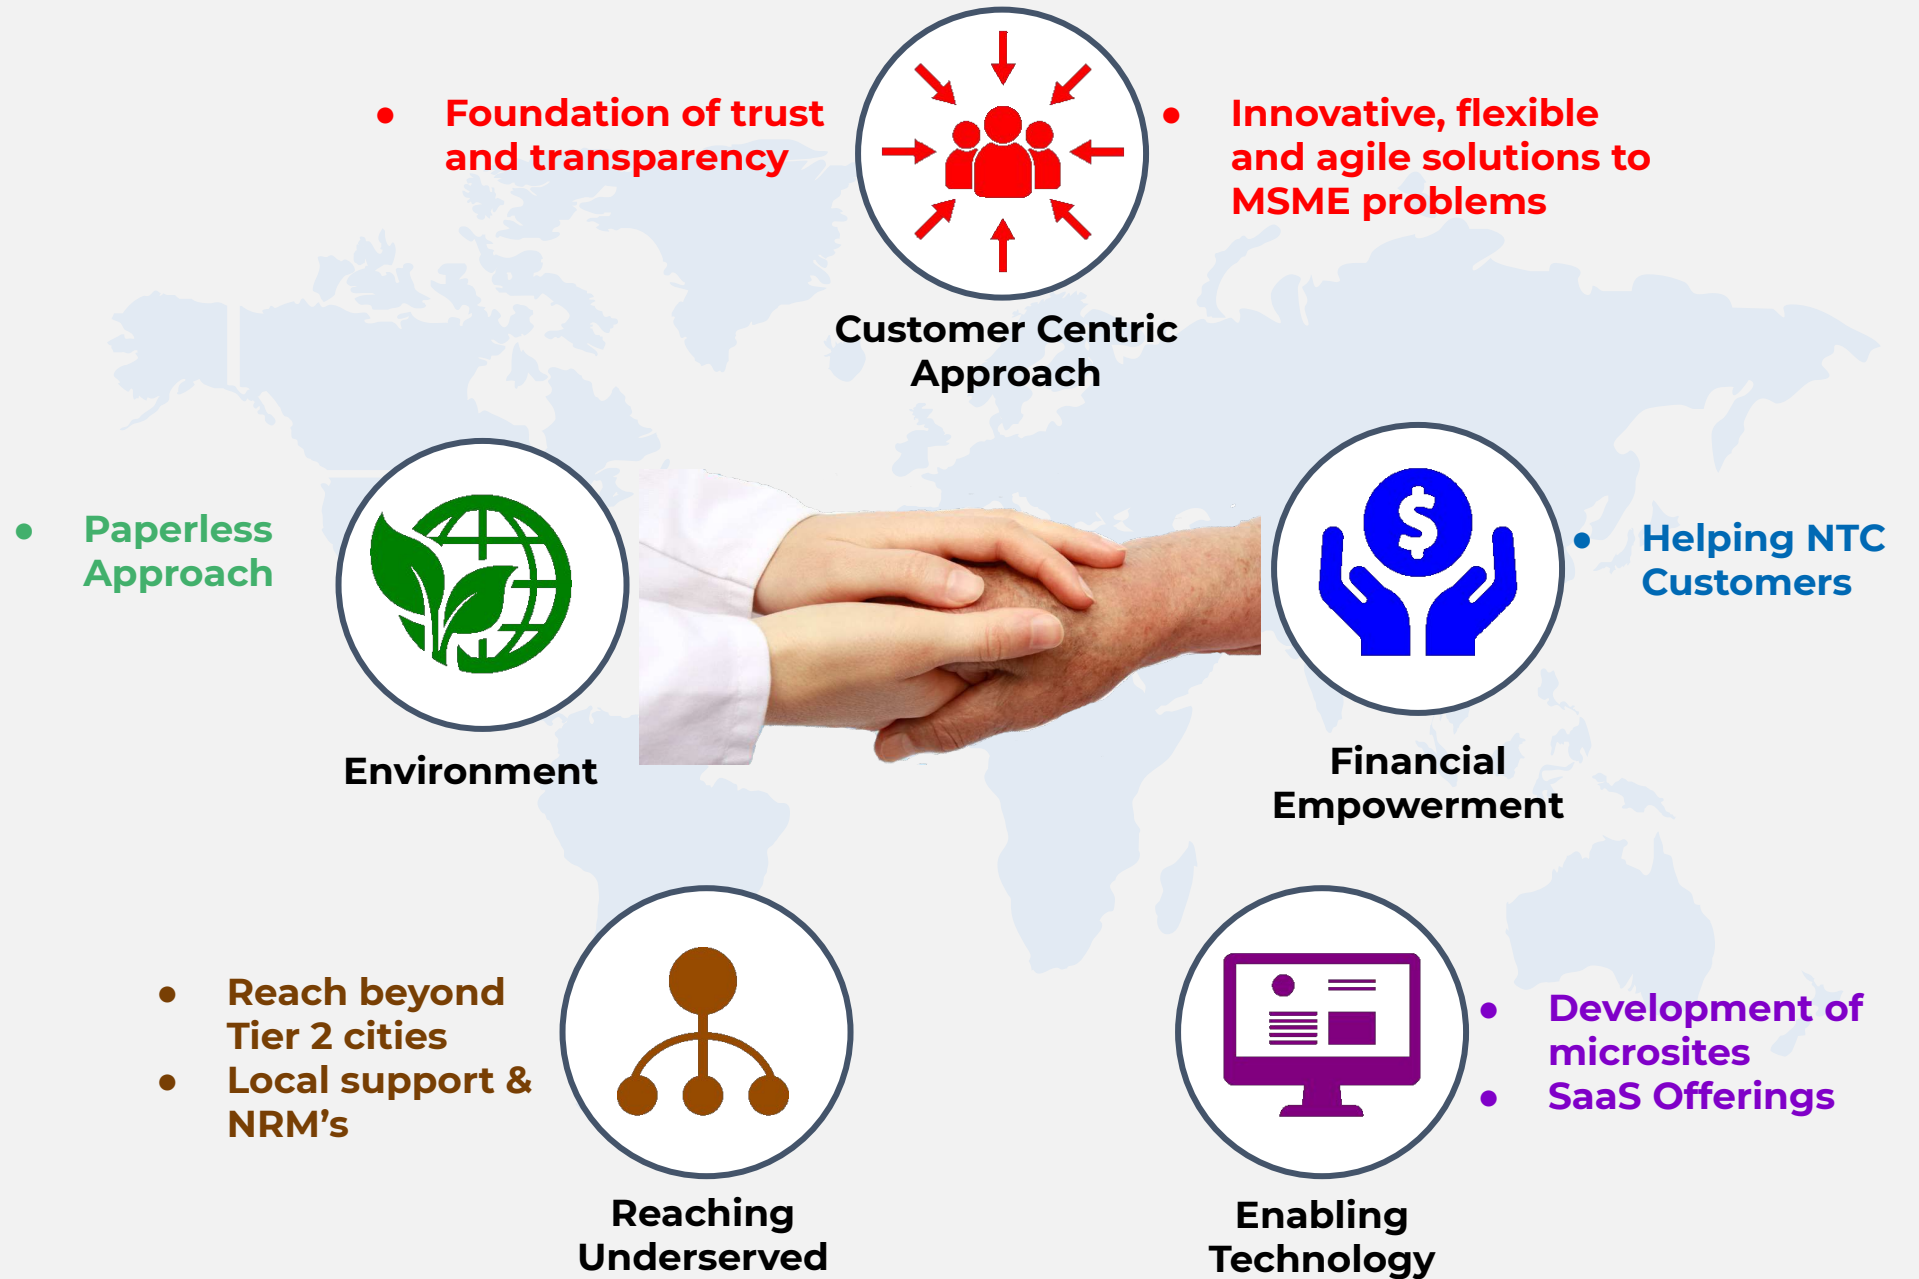 ● Foundation of trust
and transparency
● Innovative, flexible
and agile solutions to
MSME problems
Customer Centric
Approach
● Paperless
Approach
Environment
$
● Helping NTC
Customers
Financial
Empowerment
● Reach beyond
Tier 2 cities
● Local support &
NRM’s
Reaching
Underserved
● Development of
microsites
● SaaS Offerings
Enabling
Technology